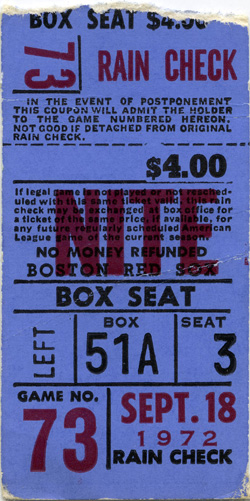 BOX SEAT $4.00
73 RAIN CHECK
IN THE EVENT OF POSTPONEMENT
THIS COUPON WILL ADMIT THE HOLDER
TO THE GAME NUMBERED HEREON.
NOT GOOD IF DETACHED FROM ORIGINAL
RAIN CHECK.
$4.00
If legal game is not played or not resched-
uled with this same ticket valid, this rain
check may be exchanged at box office for
a ticket of the same price, if available, for
any future regularly scheduled American
League game of the current season.
NO MONEY REFUNDED
BOSTON RED SOX
BOX SEAT
LEFT
BOX SEAT
51A 3
GAME NO.
73
SEPT. 18
1972
RAIN CHECK